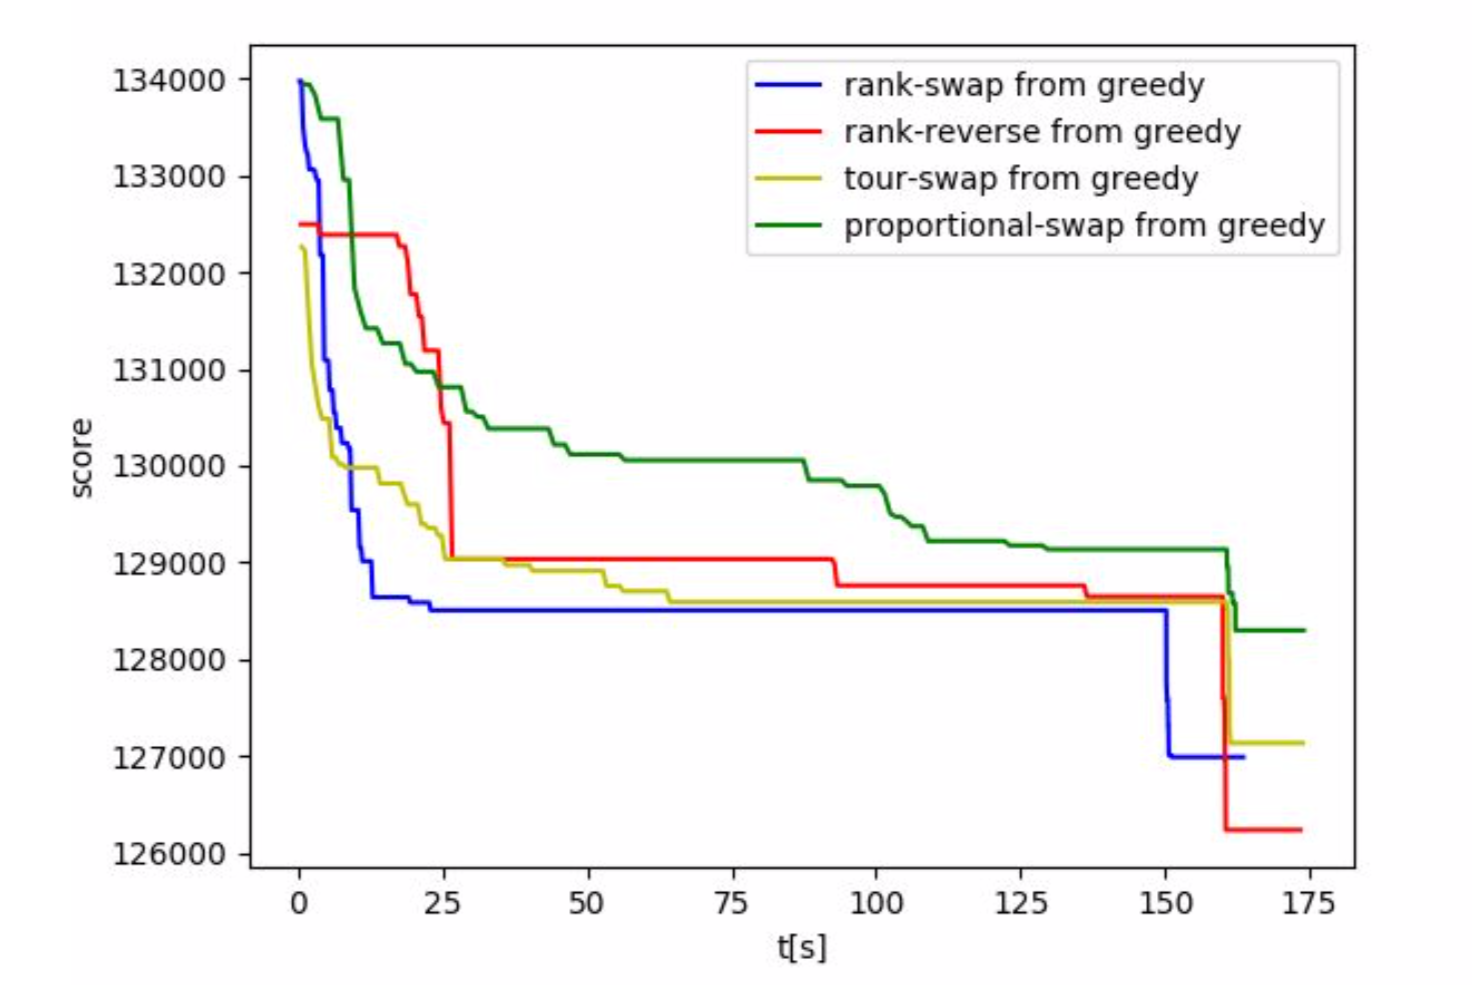 134000
133000
132000
131000
130000
129000
128000
127000
126000
score
rank-swap from greedy
rank-reverse from greedy
tour-swap from greedy
proportional-swap from greedy
0 25 50 75 100 125 150 175
t[s]